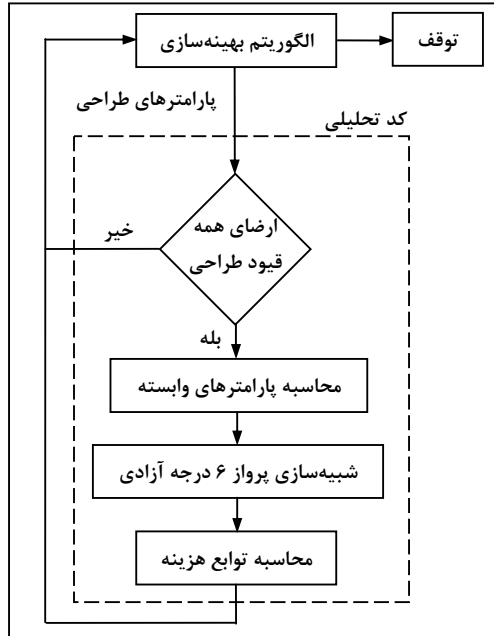 الگوریتم بهینه‌سازی
توقف
پارامترهای طراحی
کد تحلیلی
ارضای همه
قیود طراحی
خیر
بله
محاسبه پارامترهای وابسته
شبیه‌سازی پرواز ۶ درجه آزادی
محاسبه توابع هزینه